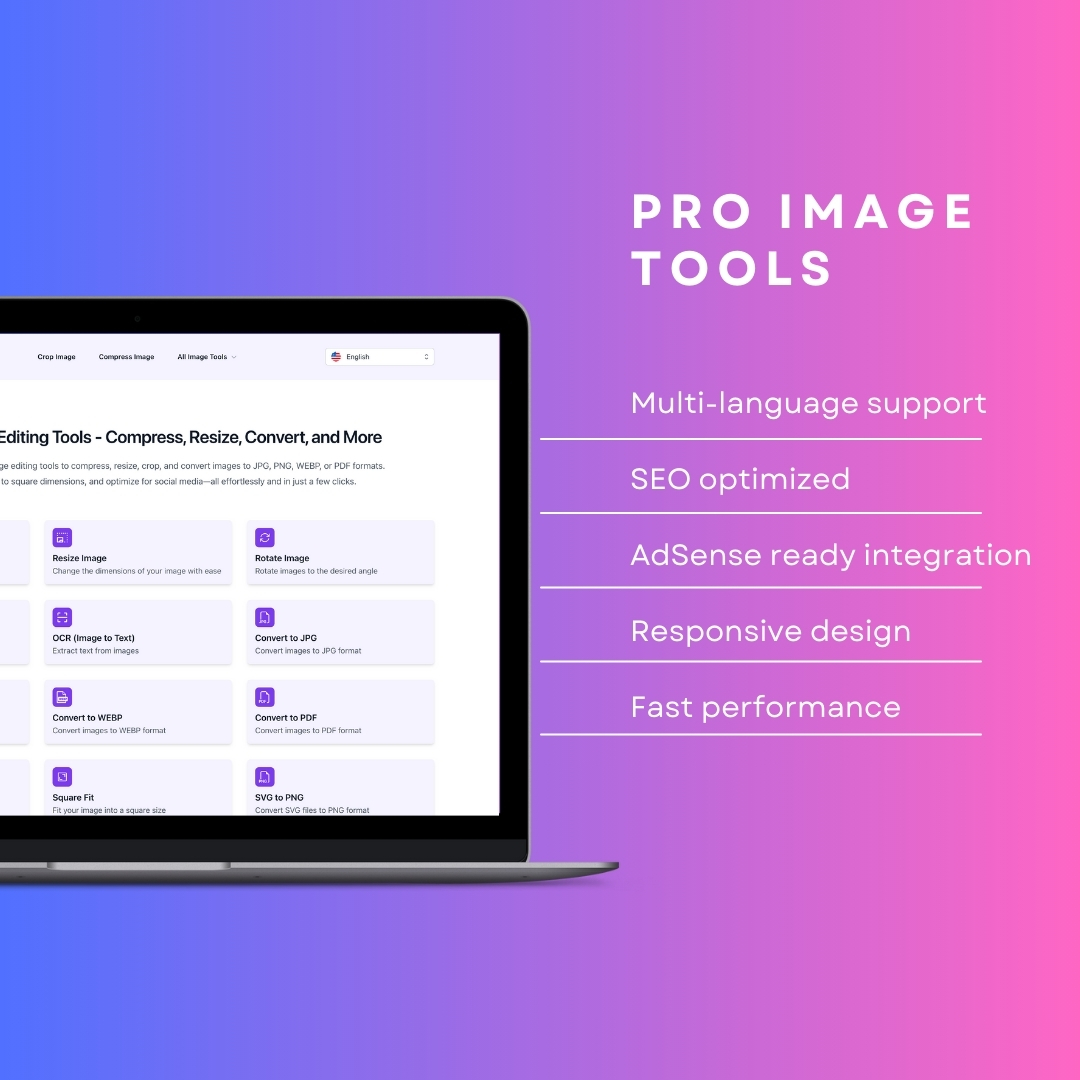 PRO IMAGE
TOOLS
Crop Image Compress Image All Image Tools English
Editing Tools - Compress, Resize, Convert, and More
editing tools to compress, resize, crop, and convert images to JPG, PNG, WEBP, or PDF formats.
to square dimensions, and optimize for social media—all effortlessly and in just a few clicks.
Resize Image
Change the dimensions of your image with ease
Rotate Image
Rotate images to the desired angle
OCR (Image to Text)
Extract text from images
Convert to JPG
Convert images to JPG format
Convert to WEBP
Convert images to WEBP format
Convert to PDF
Convert images to PDF format
Square Fit
Fit your image into a square size
SVG to PNG
Convert SVG files to PNG format
Multi-language support
SEO optimized
AdSense ready integration
Responsive design
Fast performance